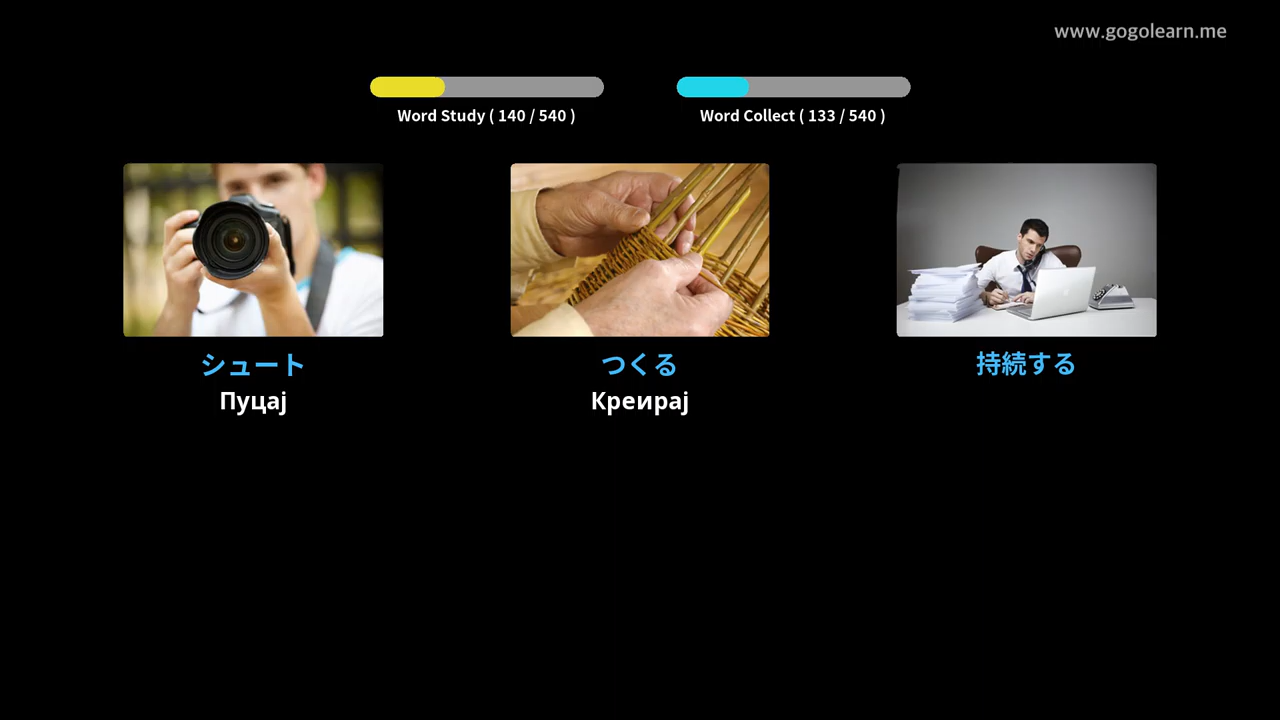 www.gogolearn.me
Word Study ( 140 / 540 )
Word Collect ( 133 / 540 )
シュート
つくる
持続する
Пуцај
Креирај